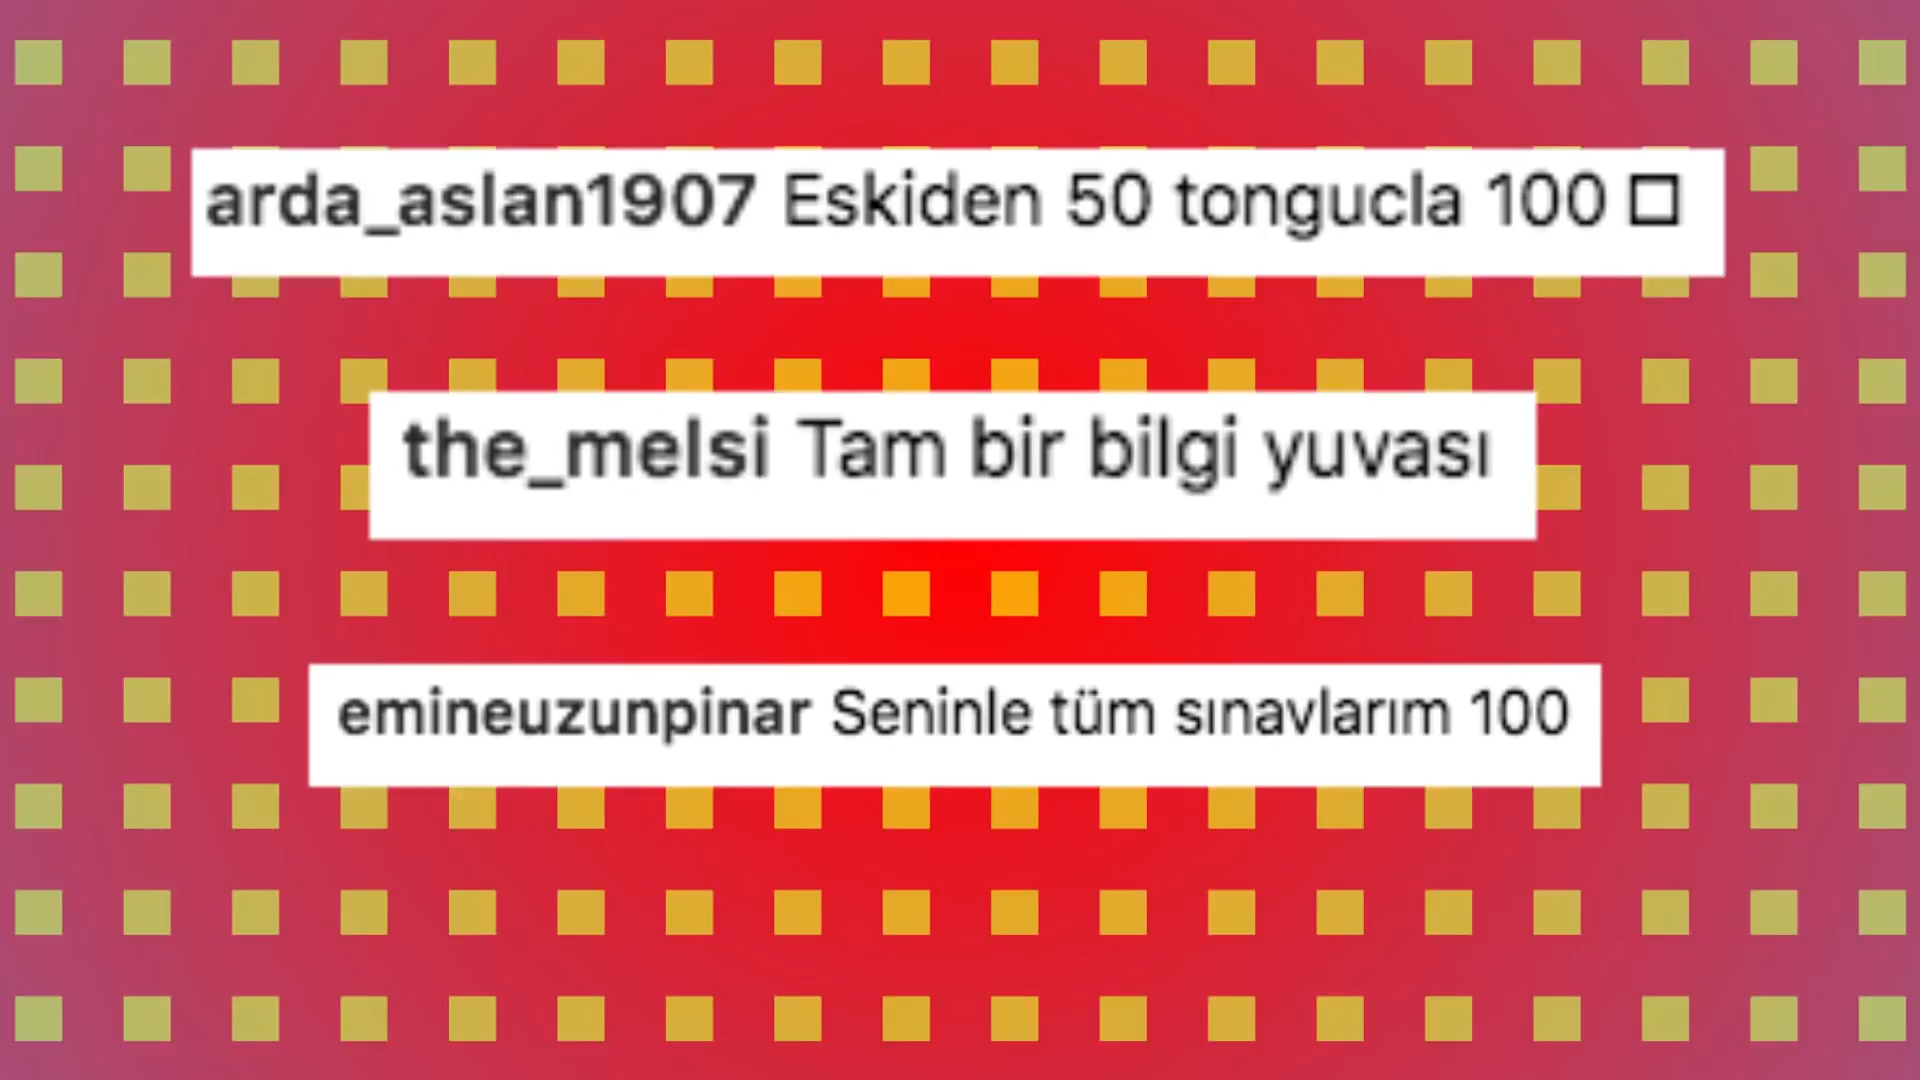 arda_aslan1907 Eskiden 50 tongucla 100 □
the_melsi Tam bir bilgi yuvası
emineuzunpinar Seninle tüm sınavlarım 100